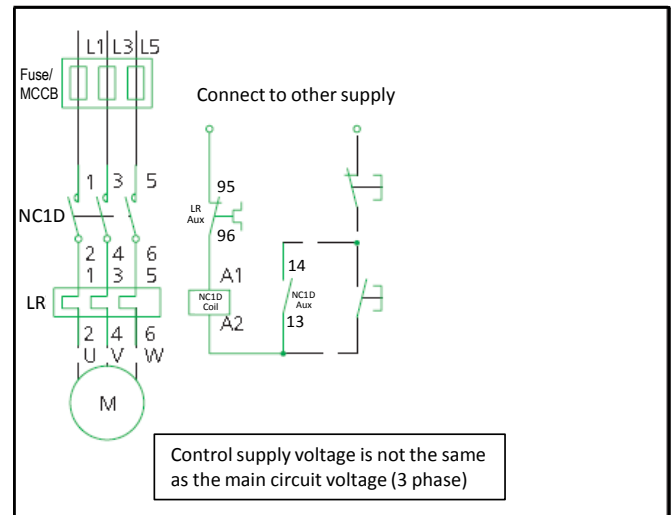 L1 L3 L5
Fuse/
MCCB
Connect to other supply
1 3 5
NC1D
2 4 6
1 3 5
LR
2 4 6
U V W
M
95
LR
Aux
96
A1
NC1D
Coil
A2
14
NC1D
Aux
13
Control supply voltage is not the same
as the main circuit voltage (3 phase)